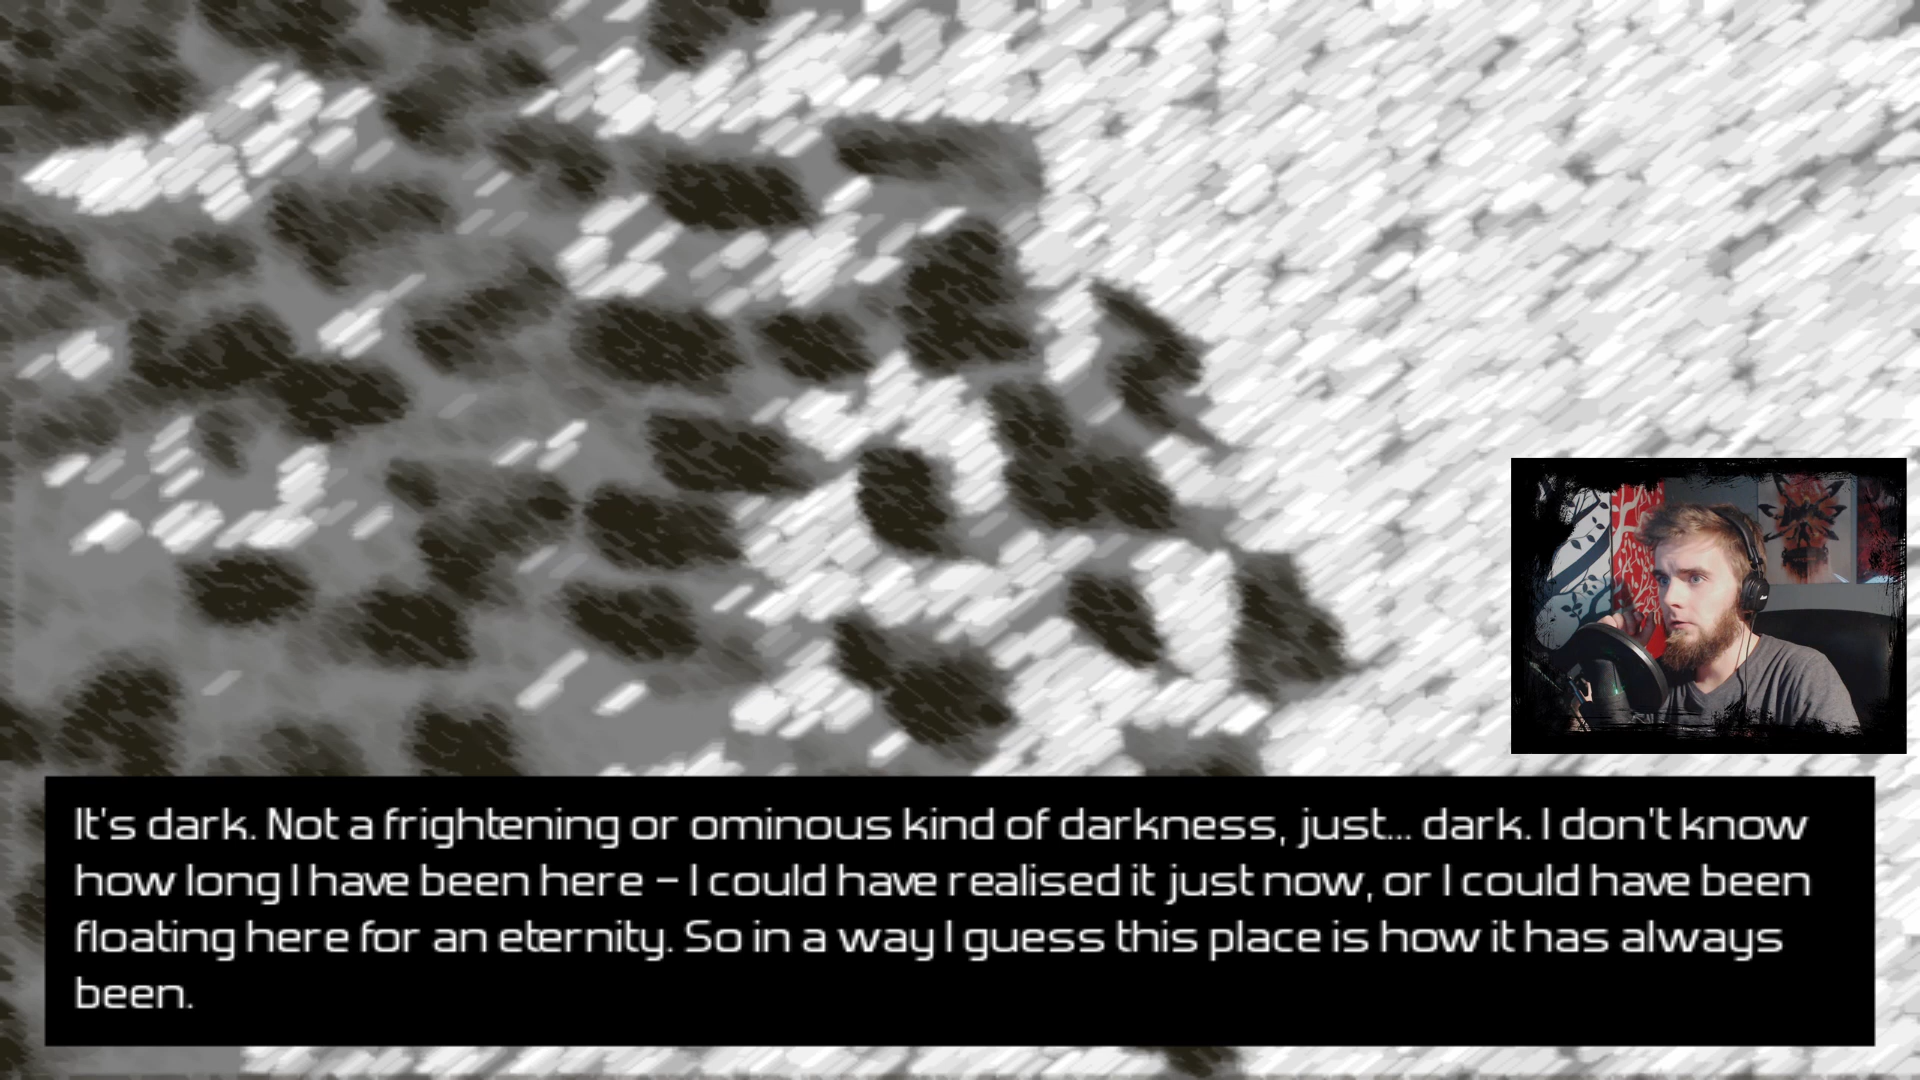 It's dark. Not a frightening or ominous kind of darkness, just... dark. I don't know
how long I have been here – I could have realised it just now, or I could have been
floating here for an eternity. So in a way I guess this place is how it has always
been.